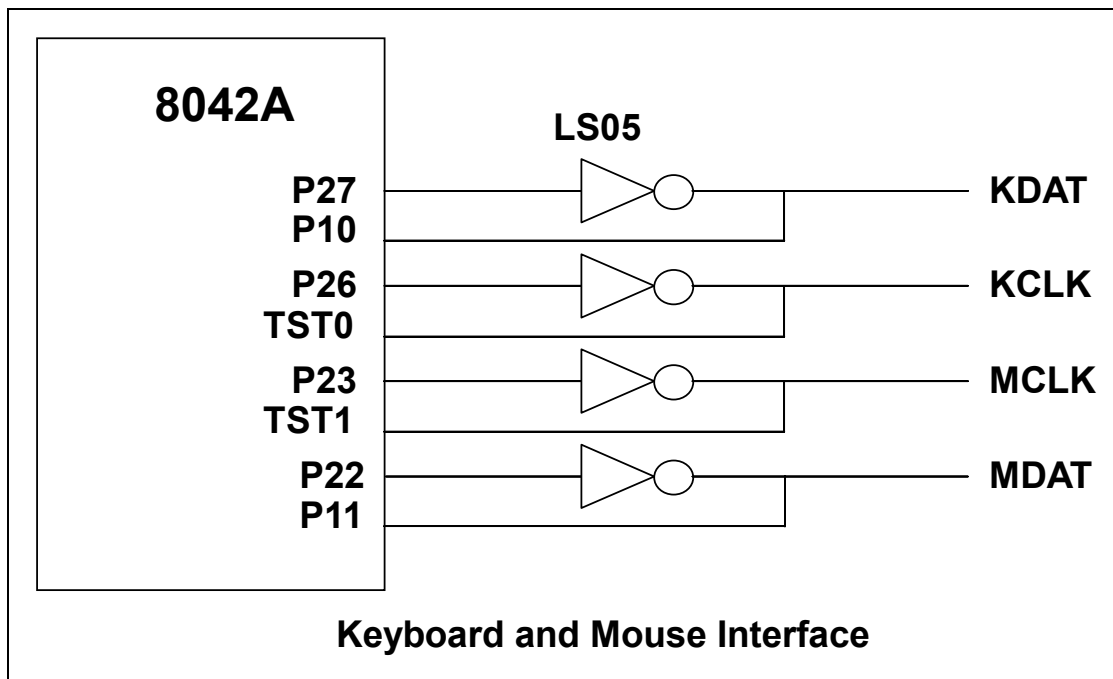 8042A
LS05
P27
KDAT
P10
P26
KCLK
TST0
P23
MCLK
TST1
P22
MDAT
P11
Keyboard and Mouse Interface